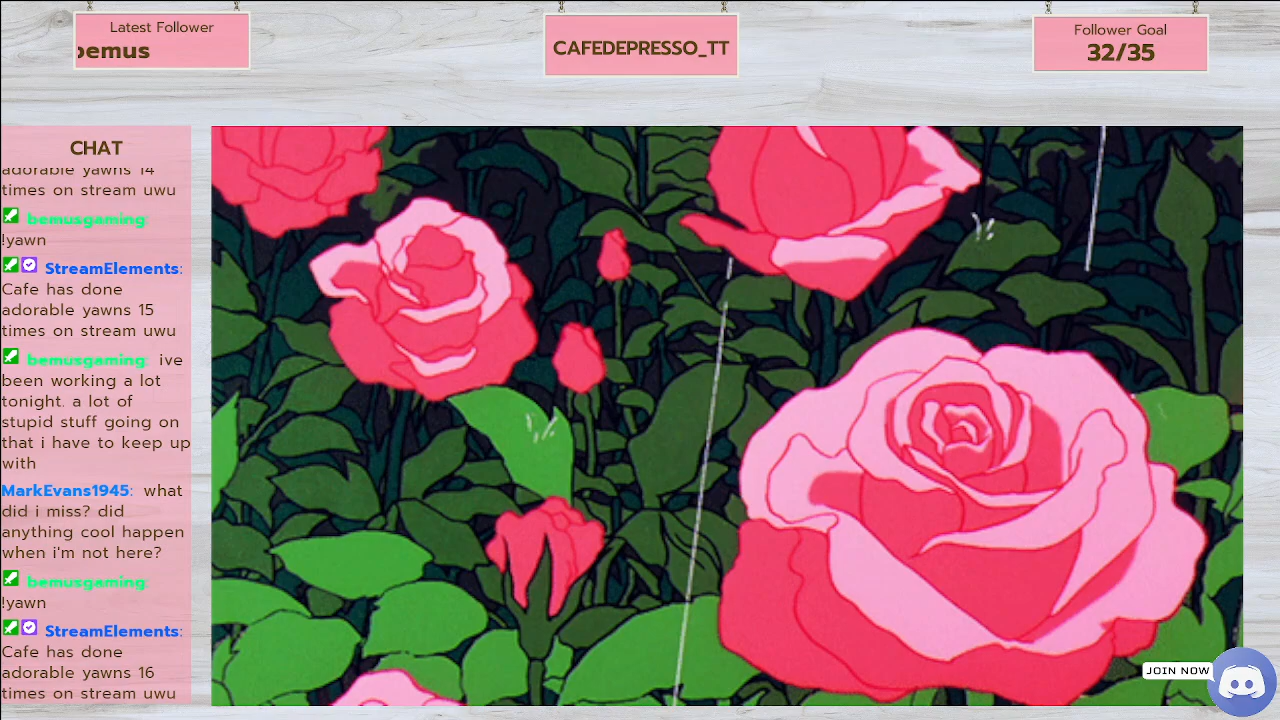 Latest Follower
bemus
CAFEDEPRESSO_TT
Follower Goal
32/35
CHAT
adorable yawns 14
times on stream uwu
bemusgaming:
!yawn
StreamElements:
Cafe has done
adorable yawns 15
times on stream uwu
bemusgaming: ive
been working a lot
tonight. a lot of
stupid stuff going on
that i have to keep up
with
MarkEvans1945: what
did i miss? did
anything cool happen
when i'm not here?
bemusgaming:
!yawn
StreamElements:
Cafe has done
adorable yawns 16
times on stream uwu
JOIN NOW